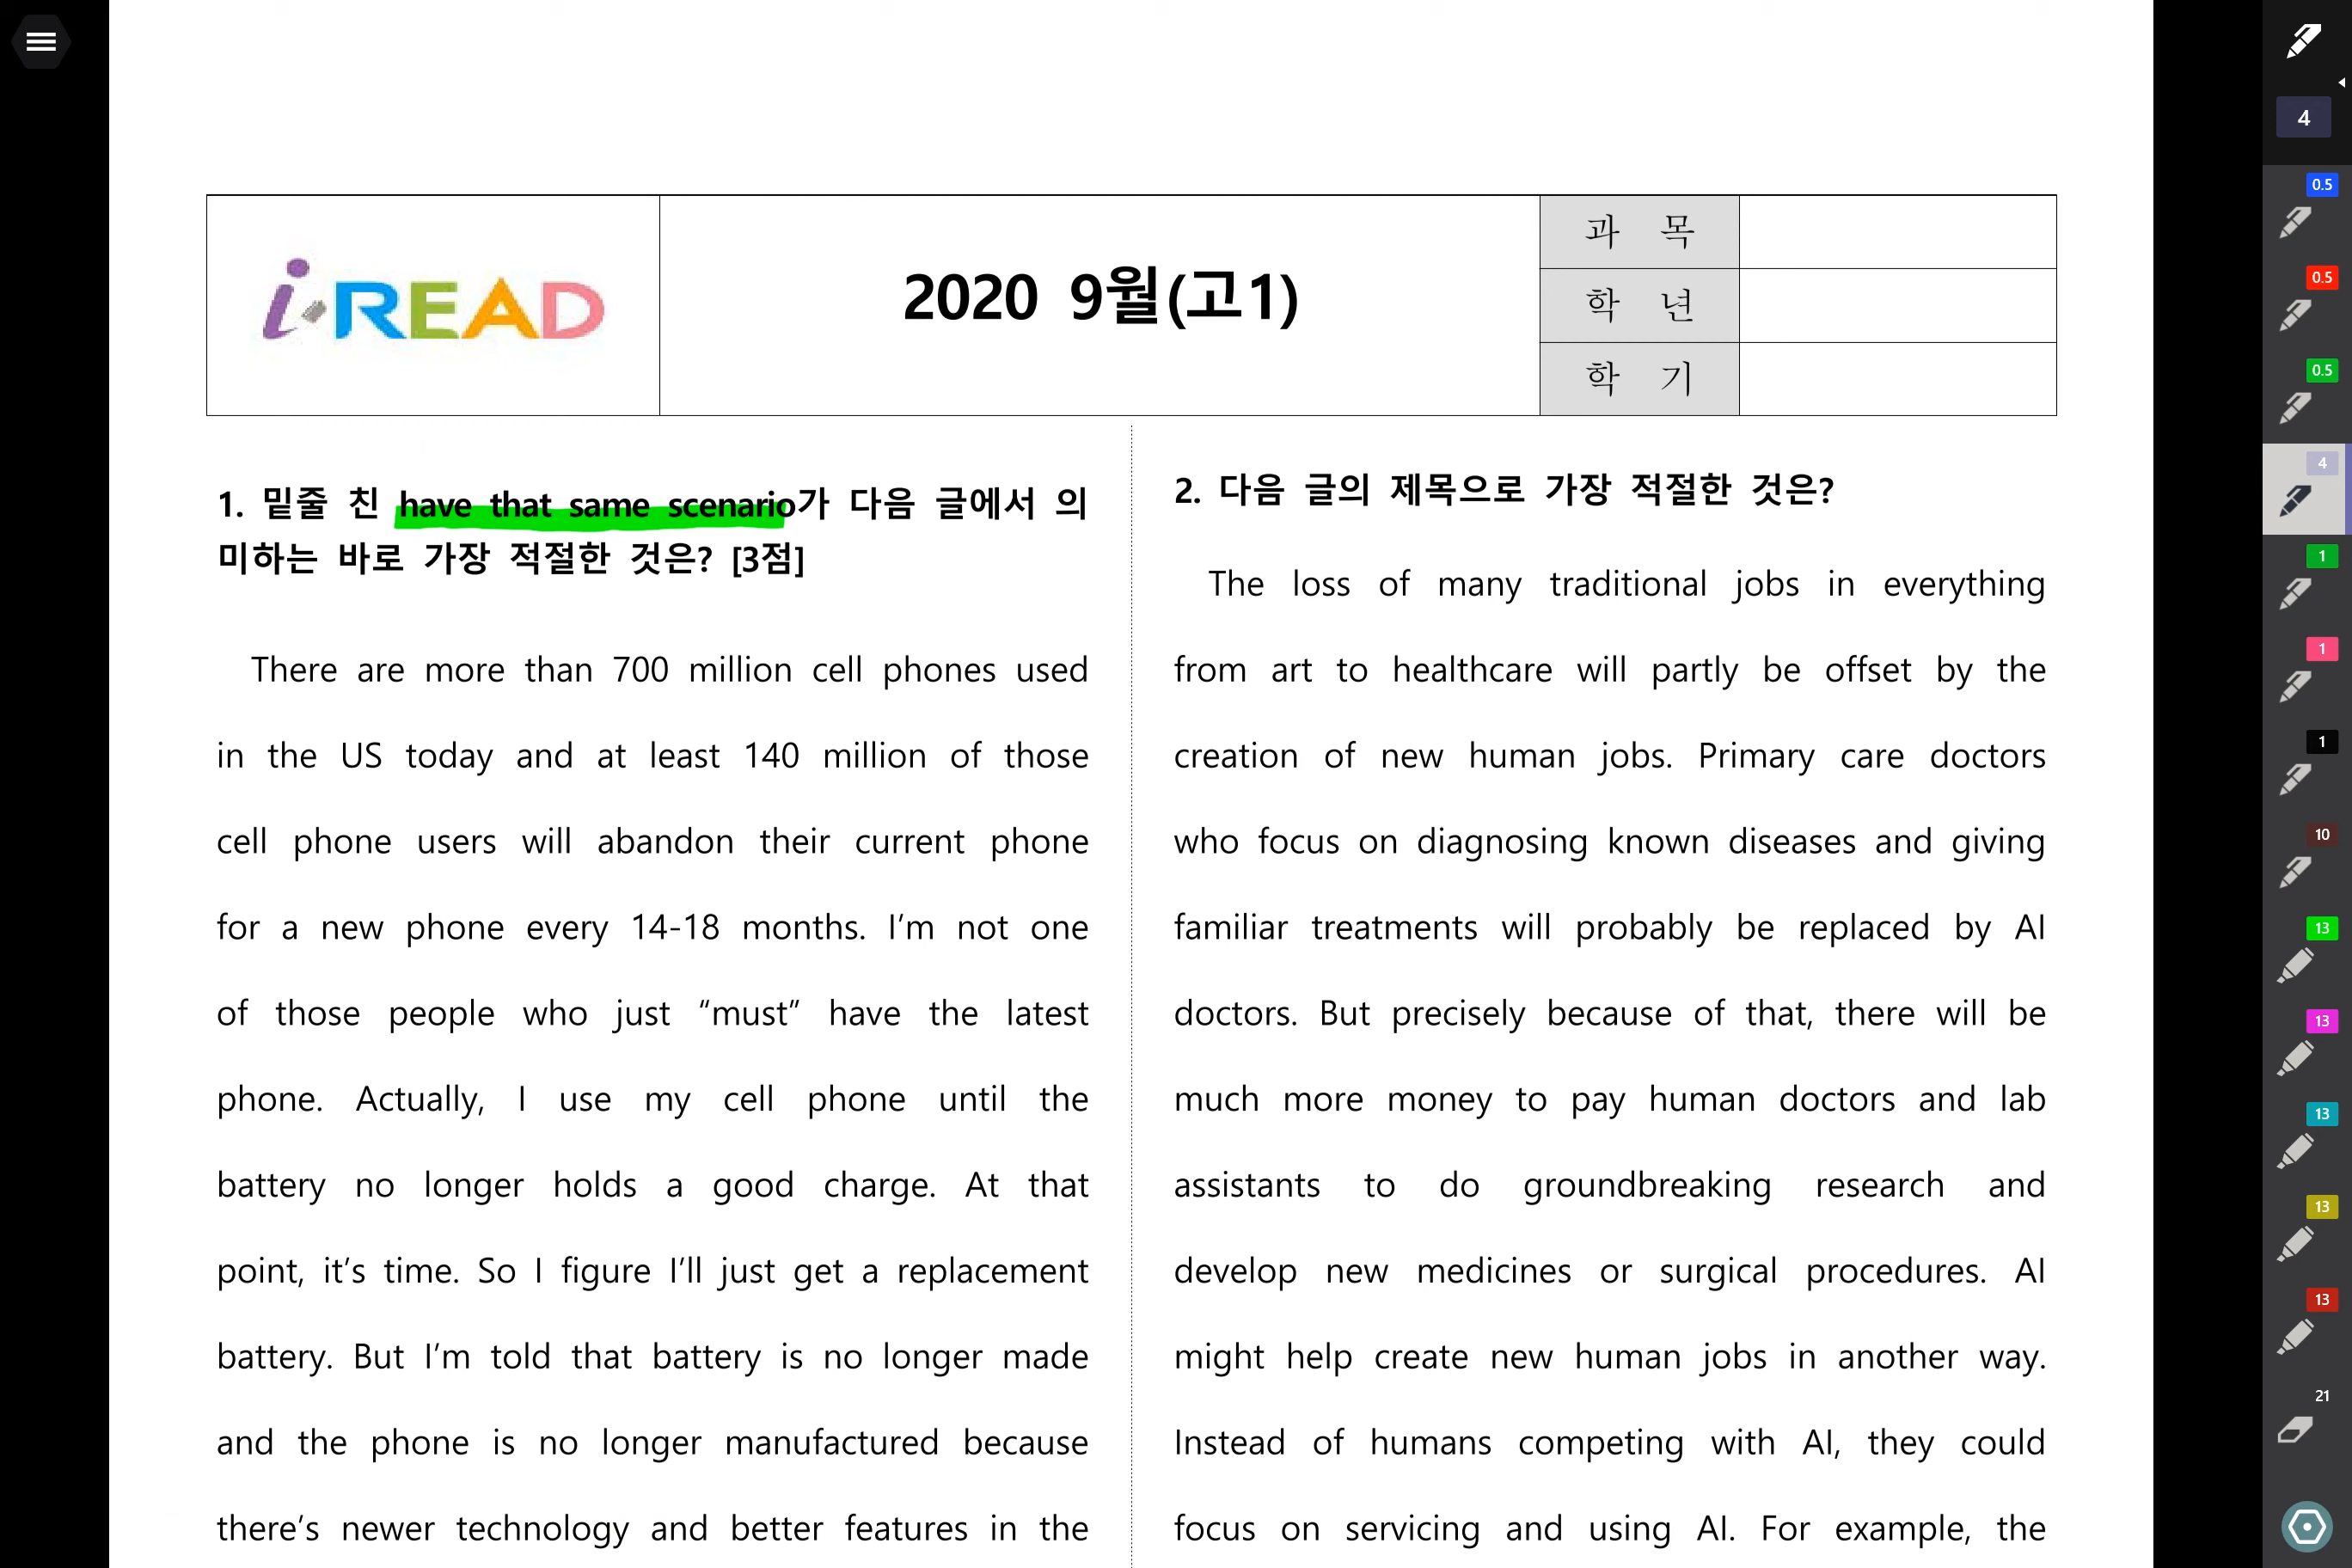 4
0.5
0.5
0.5
4
1
1
1
10
13
13
13
13
13
21
i-READ
2020 9월(고1)
과 목
학 년
학 기
1. 밑줄 친 have that same scenario가 다음 글에서 의
미하는 바로 가장 적절한 것은? [3점]
There are more than 700 million cell phones used
in the US today and at least 140 million of those
cell phone users will abandon their current phone
for a new phone every 14-18 months. I’m not one
of those people who just “must” have the latest
phone. Actually, I use my cell phone until the
battery no longer holds a good charge. At that
point, it’s time. So I figure I’ll just get a replacement
battery. But I’m told that battery is no longer made
and the phone is no longer manufactured because
there’s newer technology and better features in the
2. 다음 글의 제목으로 가장 적절한 것은?
The loss of many traditional jobs in everything
from art to healthcare will partly be offset by the
creation of new human jobs. Primary care doctors
who focus on diagnosing known diseases and giving
familiar treatments will probably be replaced by AI
doctors. But precisely because of that, there will be
much more money to pay human doctors and lab
assistants to do groundbreaking research and
develop new medicines or surgical procedures. AI
might help create new human jobs in another way.
Instead of humans competing with AI, they could
focus on servicing and using AI. For example, the